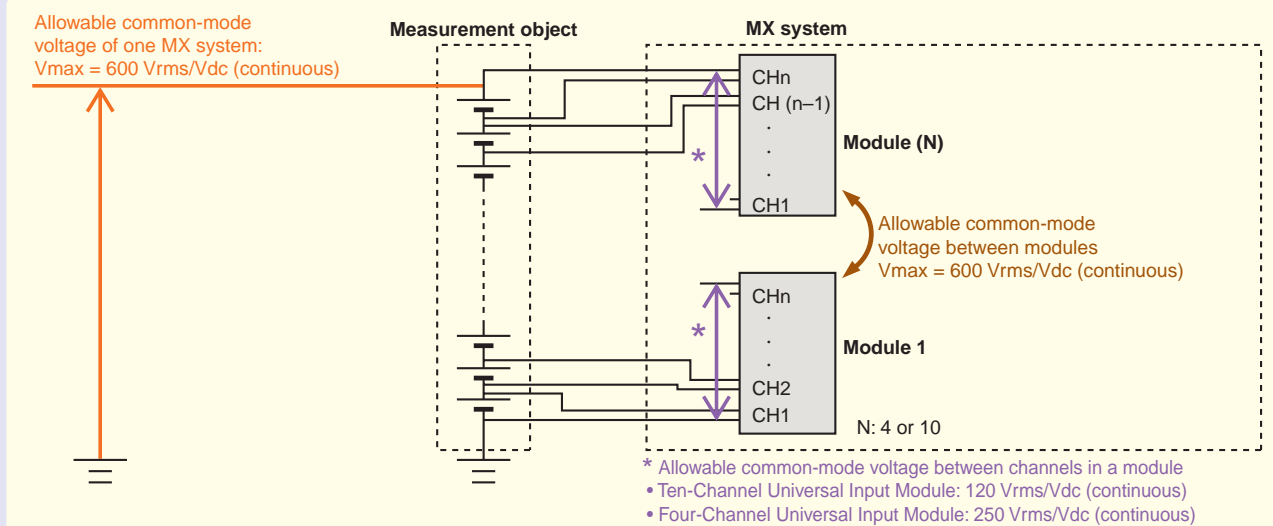 Allowable common-mode
voltage of one MX system:
Vmax = 600 Vrms/Vdc (continuous)
Measurement object
MX system
CHn
CH (n–1)
.
.
.
CH1
Module (N)
*
Allowable common-mode
voltage between modules
Vmax = 600 Vrms/Vdc (continuous)
CHn
.
.
.
CH2
CH1
Module 1
*
N: 4 or 10
* Allowable common-mode voltage between channels in a module
• Ten-Channel Universal Input Module: 120 Vrms/Vdc (continuous)
• Four-Channel Universal Input Module: 250 Vrms/Vdc (continuous)